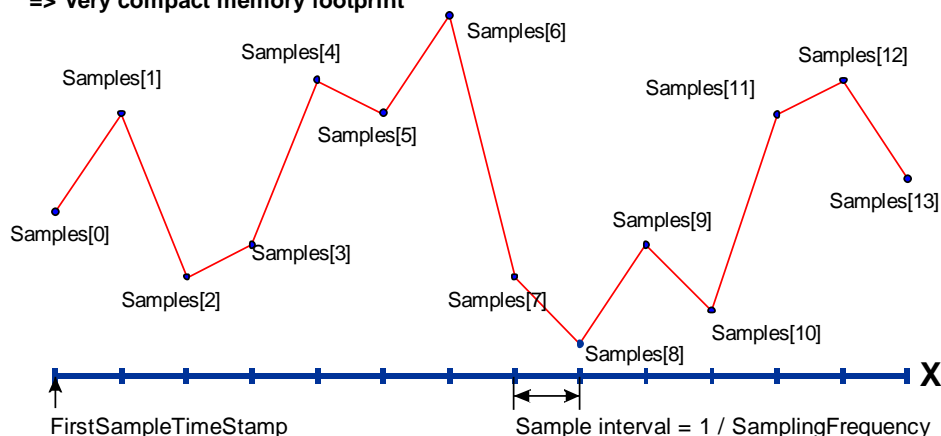 => Very compact memory footprint
Samples[6]
Samples[4]
Samples[12]
Samples[1]
Samples[11]
Samples[5]
Samples[13]
Samples[9]
Samples[0]
Samples[3]
Samples[2]
Samples[7]
Samples[10]
Samples[8]
X
FirstSampleTimeStamp
Sample interval = 1 / SamplingFrequency